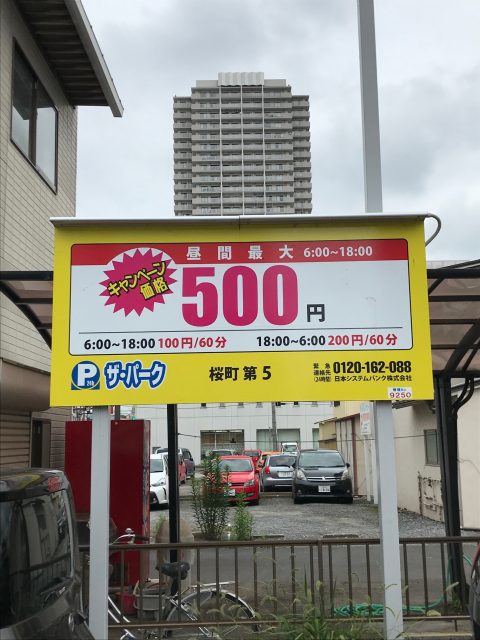 昼間最大 6:00~18:00
キャンペーン
価格
500円
6:00~18:00 100円/60分 18:00~6:00 200円/60分
P ザ・パーク
桜町 第5
緊急
連絡先
(24時間)
0120-162-088
日本システムバンク株式会社
9250